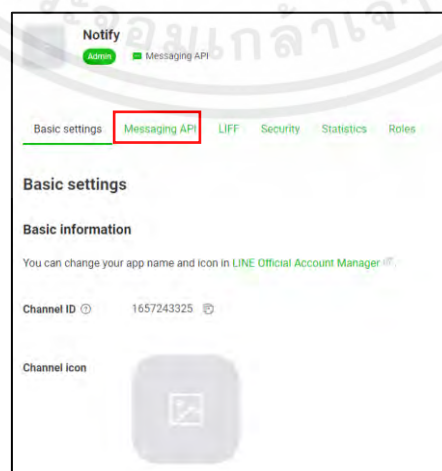 Notify
Admin Messaging API
Basic settings Messaging API LIFF Security Statistics Roles
Basic settings
Basic information
You can change your app name and icon in LINE Official Account Manager
Channel ID 1657243325
Channel icon